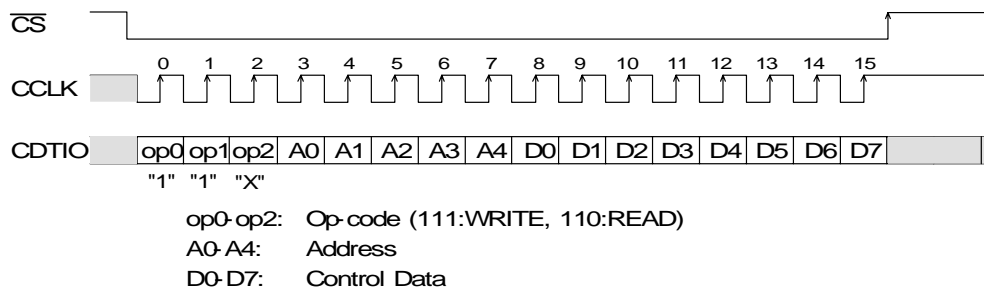 CS
0 1 2 3 4 5 6 7 8 9 10 11 12 13 14 15
CCLK
CDTIO op0 op1 op2 A0 A1 A2 A3 A4 D0 D1 D2 D3 D4 D5 D6 D7
"1" "1" "X"
op0-op2: Op-code (111:WRITE, 110:READ)
A0-A4: Address
D0-D7: Control Data